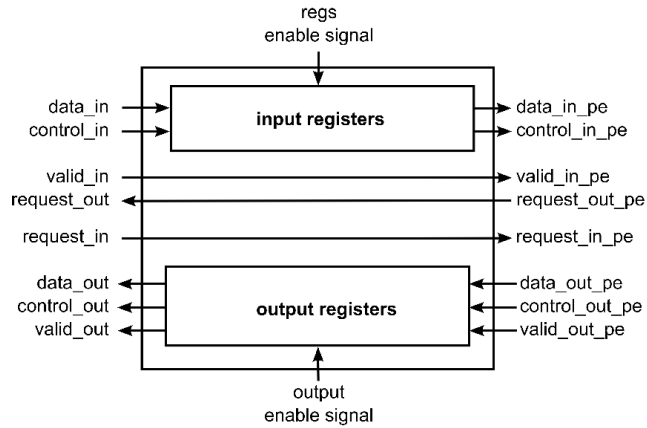 regs
enable signal
data_in
input registers
data_in_pe
control_in
control_in_pe
valid_in
valid_in_pe
request_out
request_out_pe
request_in
request_in_pe
data_out
data_out_pe
control_out
output registers
control_out_pe
valid_out
valid_out_pe
output
enable signal